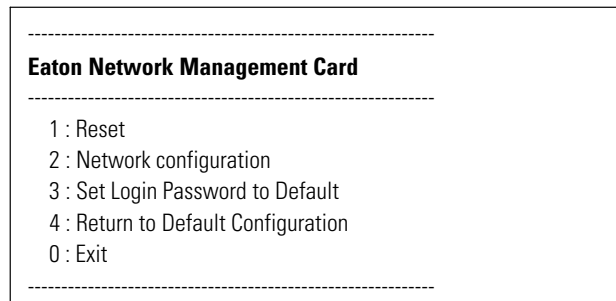 -------------------------------------------------------------
Eaton Network Management Card
-------------------------------------------------------------
1 : Reset
2 : Network configuration
3 : Set Login Password to Default
4 : Return to Default Configuration
0 : Exit
-------------------------------------------------------------